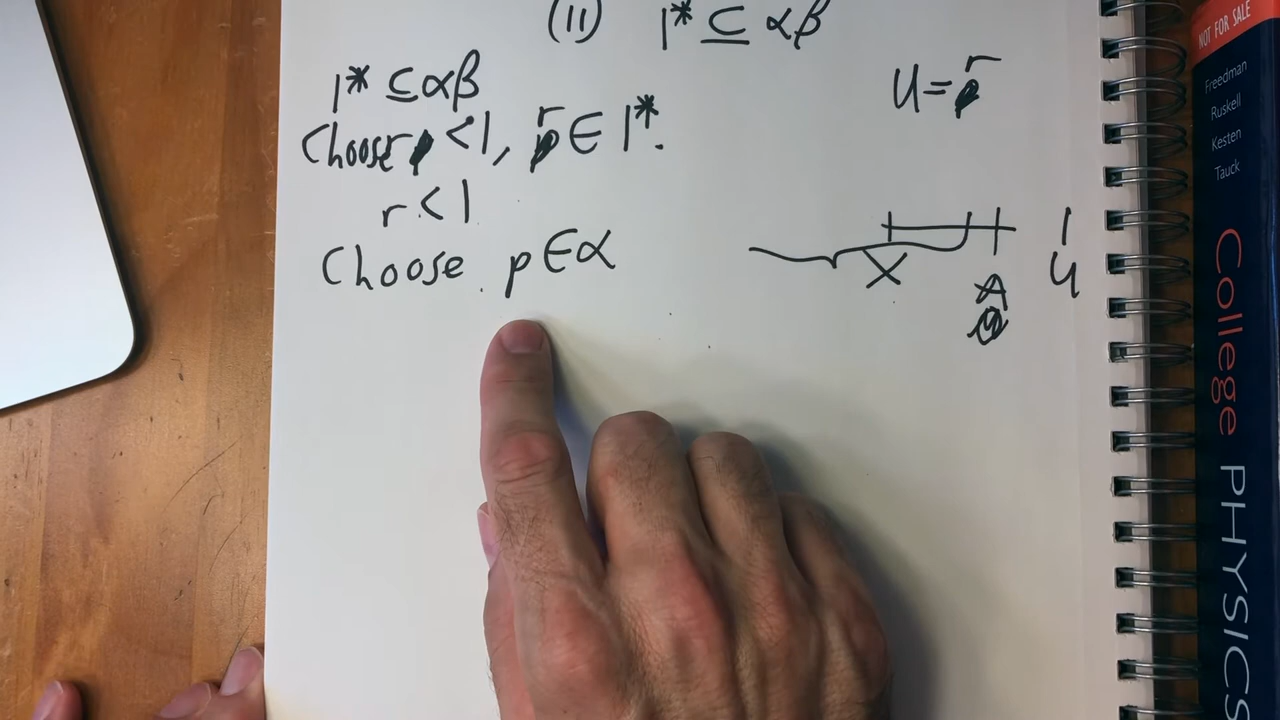 (II) 1* ⊆ αβ
1* ⊆ αβ
U = r
Choose r < 1, r ∈ 1*.
r < 1
Choose p ∈ α
X
A
1
U
NOT FOR SALE
Freedman
Ruskell
Kesten
Tauck
College PHYSICS